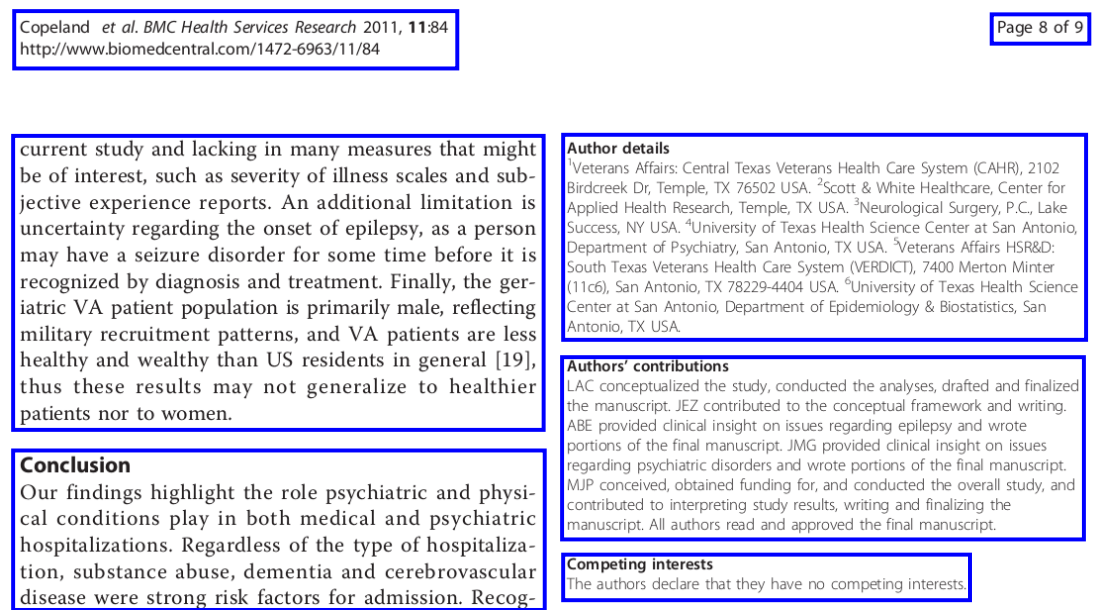 Copeland et al. BMC Health Services Research 2011, 11:84
http://www.biomedcentral.com/1472-6963/11/84
Page 8 of 9
current study and lacking in many measures that might
be of interest, such as severity of illness scales and sub-
jective experience reports. An additional limitation is
uncertainty regarding the onset of epilepsy, as a person
may have a seizure disorder for some time before it is
recognized by diagnosis and treatment. Finally, the ger-
iatric VA patient population is primarily male, reflecting
military recruitment patterns, and VA patients are less
healthy and wealthy than US residents in general [19],
thus these results may not generalize to healthier
patients nor to women.
Conclusion
Our findings highlight the role psychiatric and physi-
cal conditions play in both medical and psychiatric
hospitalizations. Regardless of the type of hospitaliza-
tion, substance abuse, dementia and cerebrovascular
disease were strong risk factors for admission. Recog-
Author details
1Veterans Affairs: Central Texas Veterans Health Care System (CAHR), 2102
Birdcreek Dr, Temple, TX 76502 USA. 2Scott & White Healthcare, Center for
Applied Health Research, Temple, TX USA. 3Neurological Surgery, P.C., Lake
Success, NY USA. 4University of Texas Health Science Center at San Antonio,
Department of Psychiatry, San Antonio, TX USA. 5Veterans Affairs HSR&D:
South Texas Veterans Health Care System (VERDICT), 7400 Merton Minter
(11c6), San Antonio, TX 78229-4404 USA. 6University of Texas Health Science
Center at San Antonio, Department of Epidemiology & Biostatistics, San
Antonio, TX USA.
Authors' contributions
LAC conceptualized the study, conducted the analyses, drafted and finalized
the manuscript. JEZ contributed to the conceptual framework and writing.
ABE provided clinical insight on issues regarding epilepsy and wrote
portions of the final manuscript. JMG provided clinical insight on issues
regarding psychiatric disorders and wrote portions of the final manuscript.
MJP conceived, obtained funding for, and conducted the overall study, and
contributed to interpreting study results, writing and finalizing the
manuscript. All authors read and approved the final manuscript.
Competing interests
The authors declare that they have no competing interests.